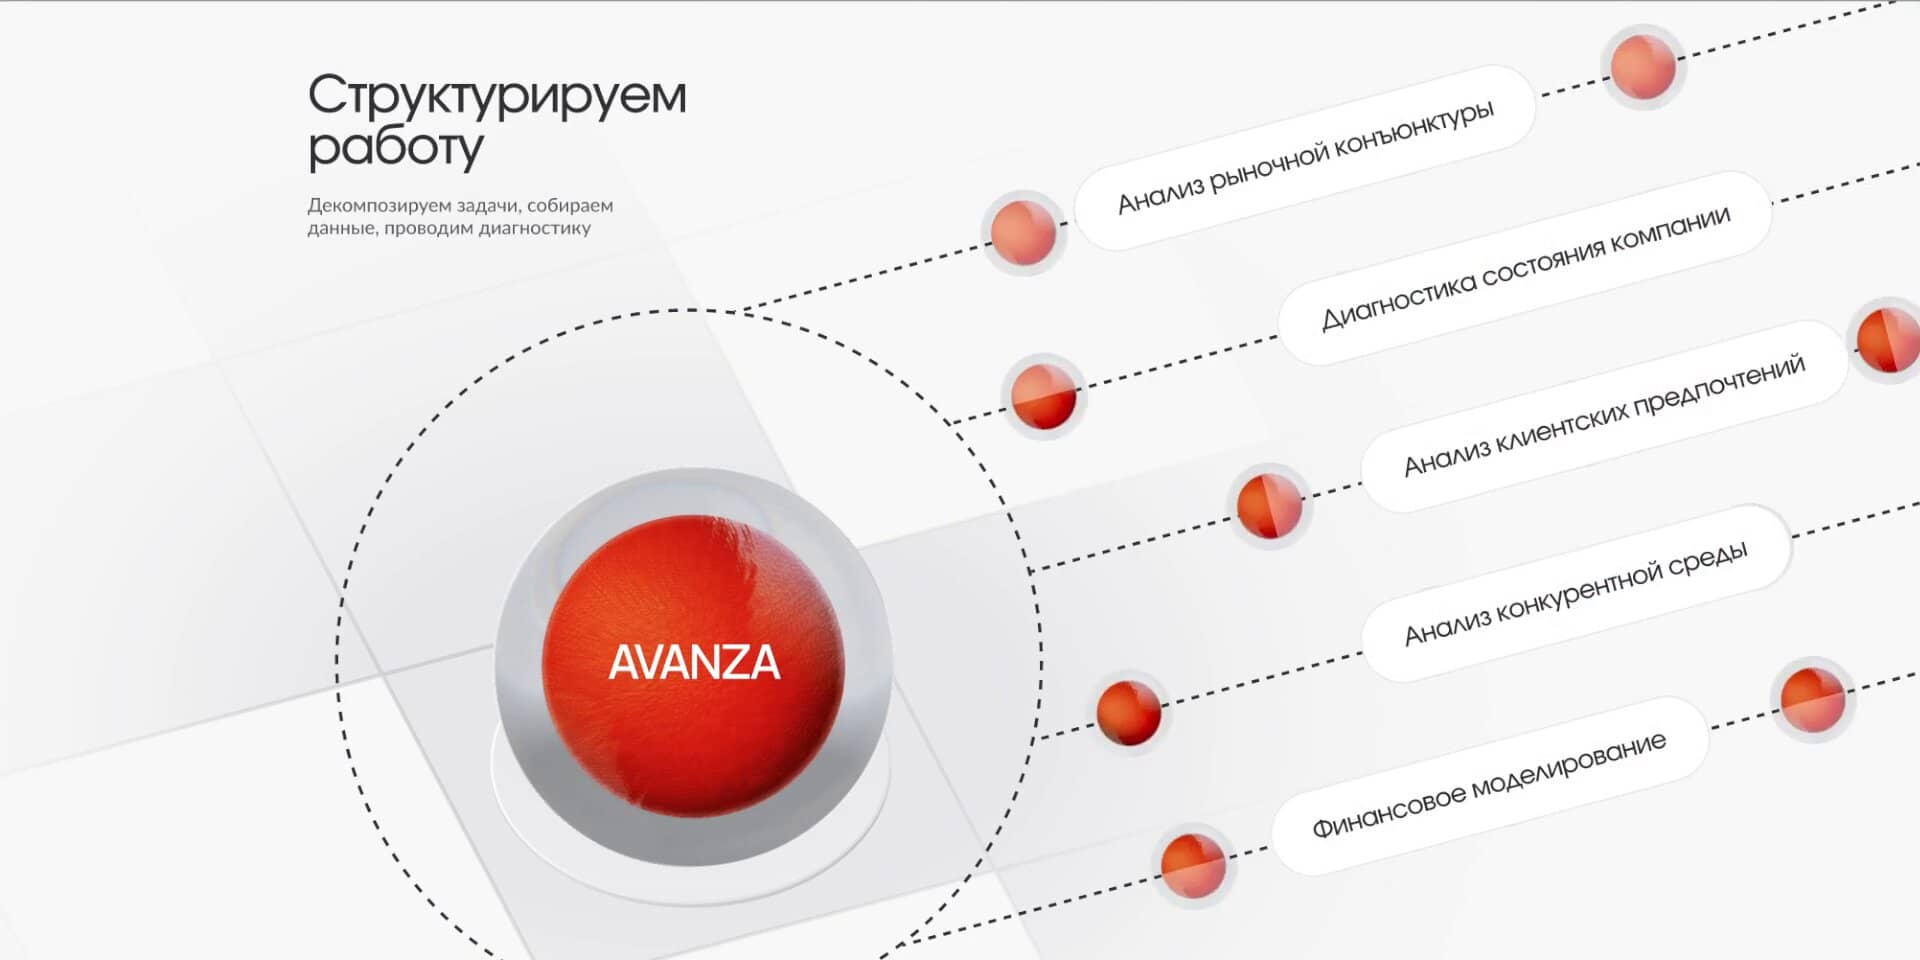 Структурируем
работу
Декомпозируем задачи, собираем
данные, проводим диагностику
Анализ рыночной конъюнктуры
Диагностика состояния компании
Анализ клиентских предпочтений
Анализ конкурентной среды
Финансовое моделирование
AVANZA